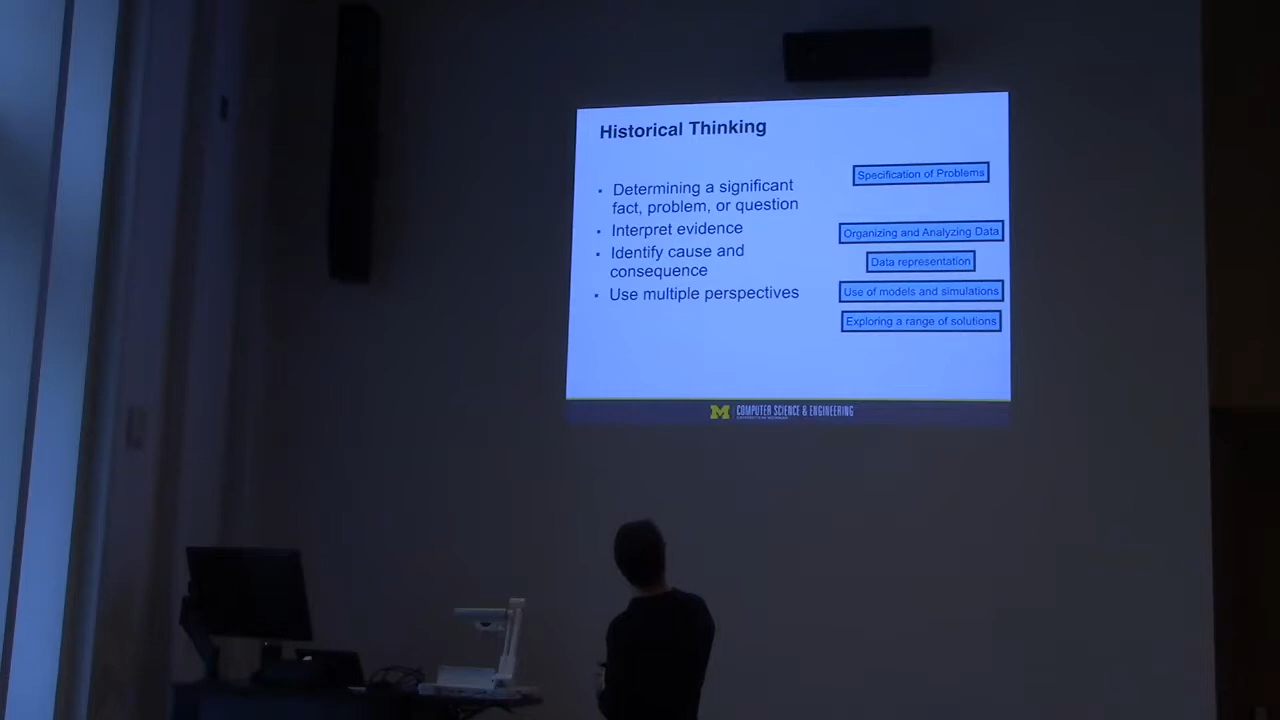 Historical Thinking
• Determining a significant
fact, problem, or question
• Interpret evidence
• Identify cause and
consequence
• Use multiple perspectives
Specification of Problems
Organizing and Analyzing Data
Data representation
Use of models and simulations
Exploring a range of solutions
M COMPUTER SCIENCE & ENGINEERING